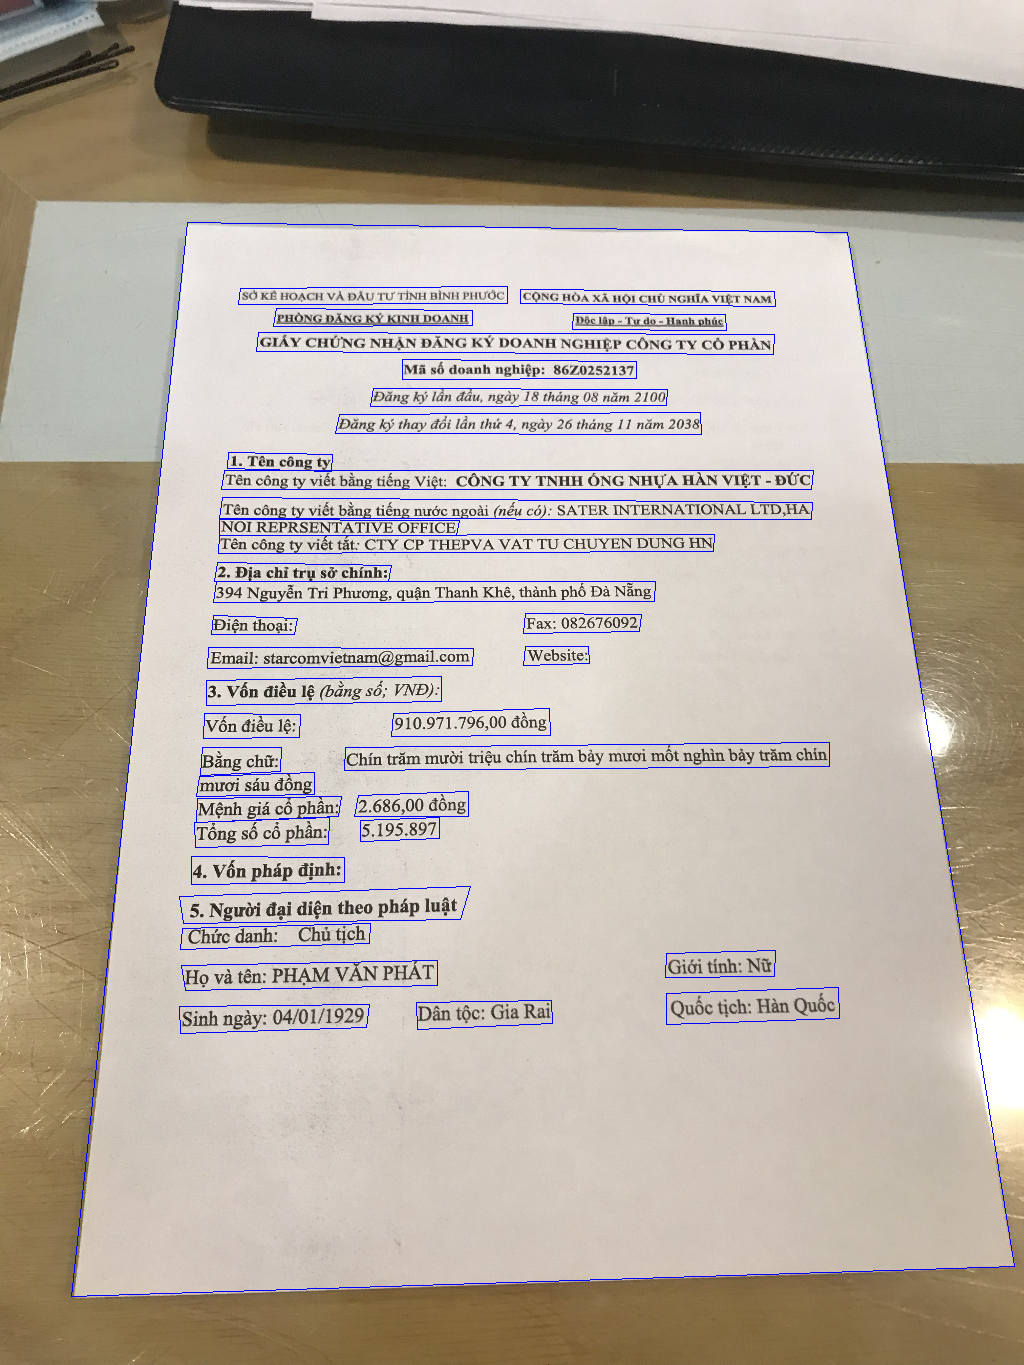 SỞ KẾ HOẠCH VÀ ĐẦU TƯ TỈNH BÌNH PHƯỚC CỘNG HÒA XÃ HỘI CHỦ NGHĨA VIỆT NAM
PHÒNG ĐĂNG KÝ KINH DOANH Độc lập - Tự do - Hạnh phúc
GIẤY CHỨNG NHẬN ĐĂNG KÝ DOANH NGHIỆP CÔNG TY CỔ PHẦN
Mã số doanh nghiệp: 86Z0252137
Đăng ký lần đầu, ngày 18 tháng 08 năm 2100
Đăng ký thay đổi lần thứ 4, ngày 26 tháng 11 năm 2038
1. Tên công ty
Tên công ty viết bằng tiếng Việt: CÔNG TY TNHH ỐNG NHỰA HÀN VIỆT - ĐỨC
Tên công ty viết bằng tiếng nước ngoài (nếu có): SATER INTERNATIONAL LTD,HA
NOI REPRSENTATIVE OFFICE
Tên công ty viết tắt: CTY CP THEPVA VAT TU CHUYEN DUNG HN
2. Địa chỉ trụ sở chính:
394 Nguyễn Tri Phương, quận Thanh Khê, thành phố Đà Nẵng
Điện thoại: Fax: 082676092
Email: starcomvietnam@gmail.com Website:
3. Vốn điều lệ (bằng số; VNĐ):
Vốn điều lệ: 910.971.796,00 đồng
Bằng chữ: Chín trăm mười triệu chín trăm bảy mươi mốt nghìn bảy trăm chín
mươi sáu đồng
Mệnh giá cổ phần: 2.686,00 đồng
Tổng số cổ phần: 5.195.897
4. Vốn pháp định:
5. Người đại diện theo pháp luật
Chức danh: Chủ tịch
Họ và tên: PHẠM VĂN PHÁT Giới tính: Nữ
Sinh ngày: 04/01/1929 Dân tộc: Gia Rai Quốc tịch: Hàn Quốc